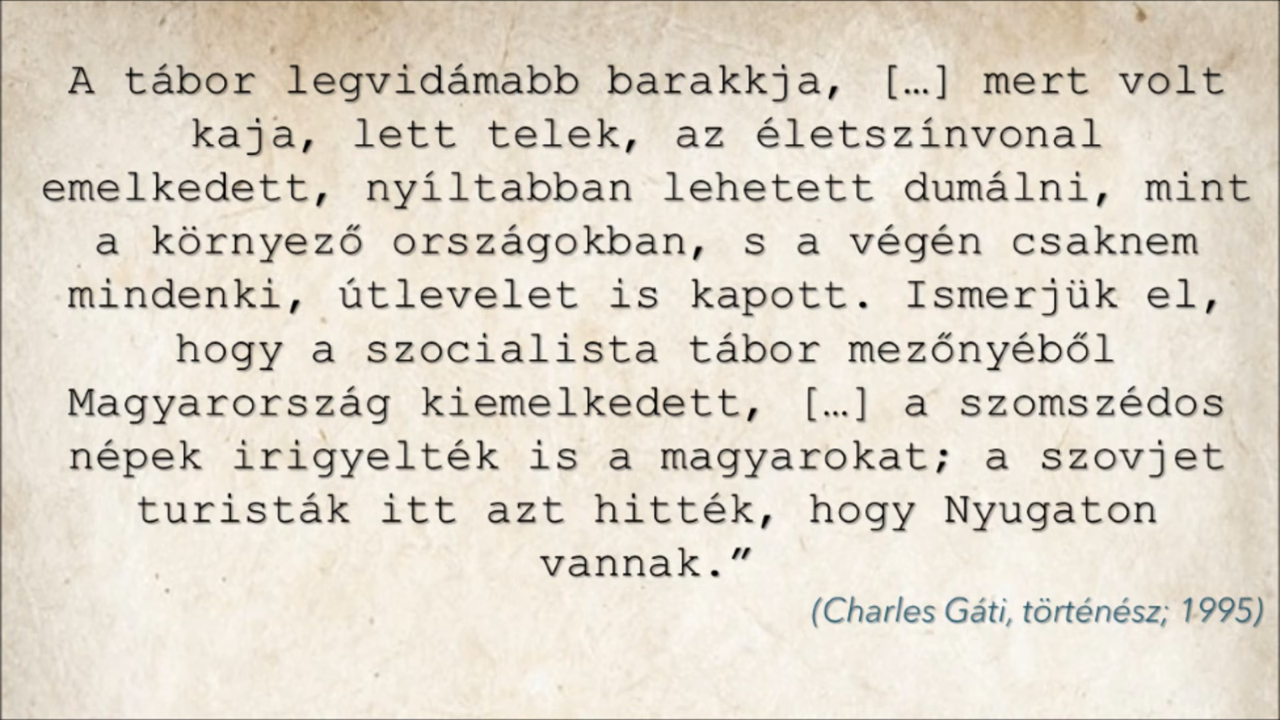 A tábor legvidámabb barakkja, […] mert volt
kaja, lett telek, az életszínvonal
emelkedett, nyíltabban lehetett dumálni, mint
a környező országokban, s a végén csaknem
mindenki, útlevelet is kapott. Ismerjük el,
hogy a szocialista tábor mezőnyéből
Magyarország kiemelkedett, […] a szomszédos
népek irigyelték is a magyarokat; a szovjet
turisták itt azt hitték, hogy Nyugaton
vannak.”
(Charles Gáti, történész; 1995)